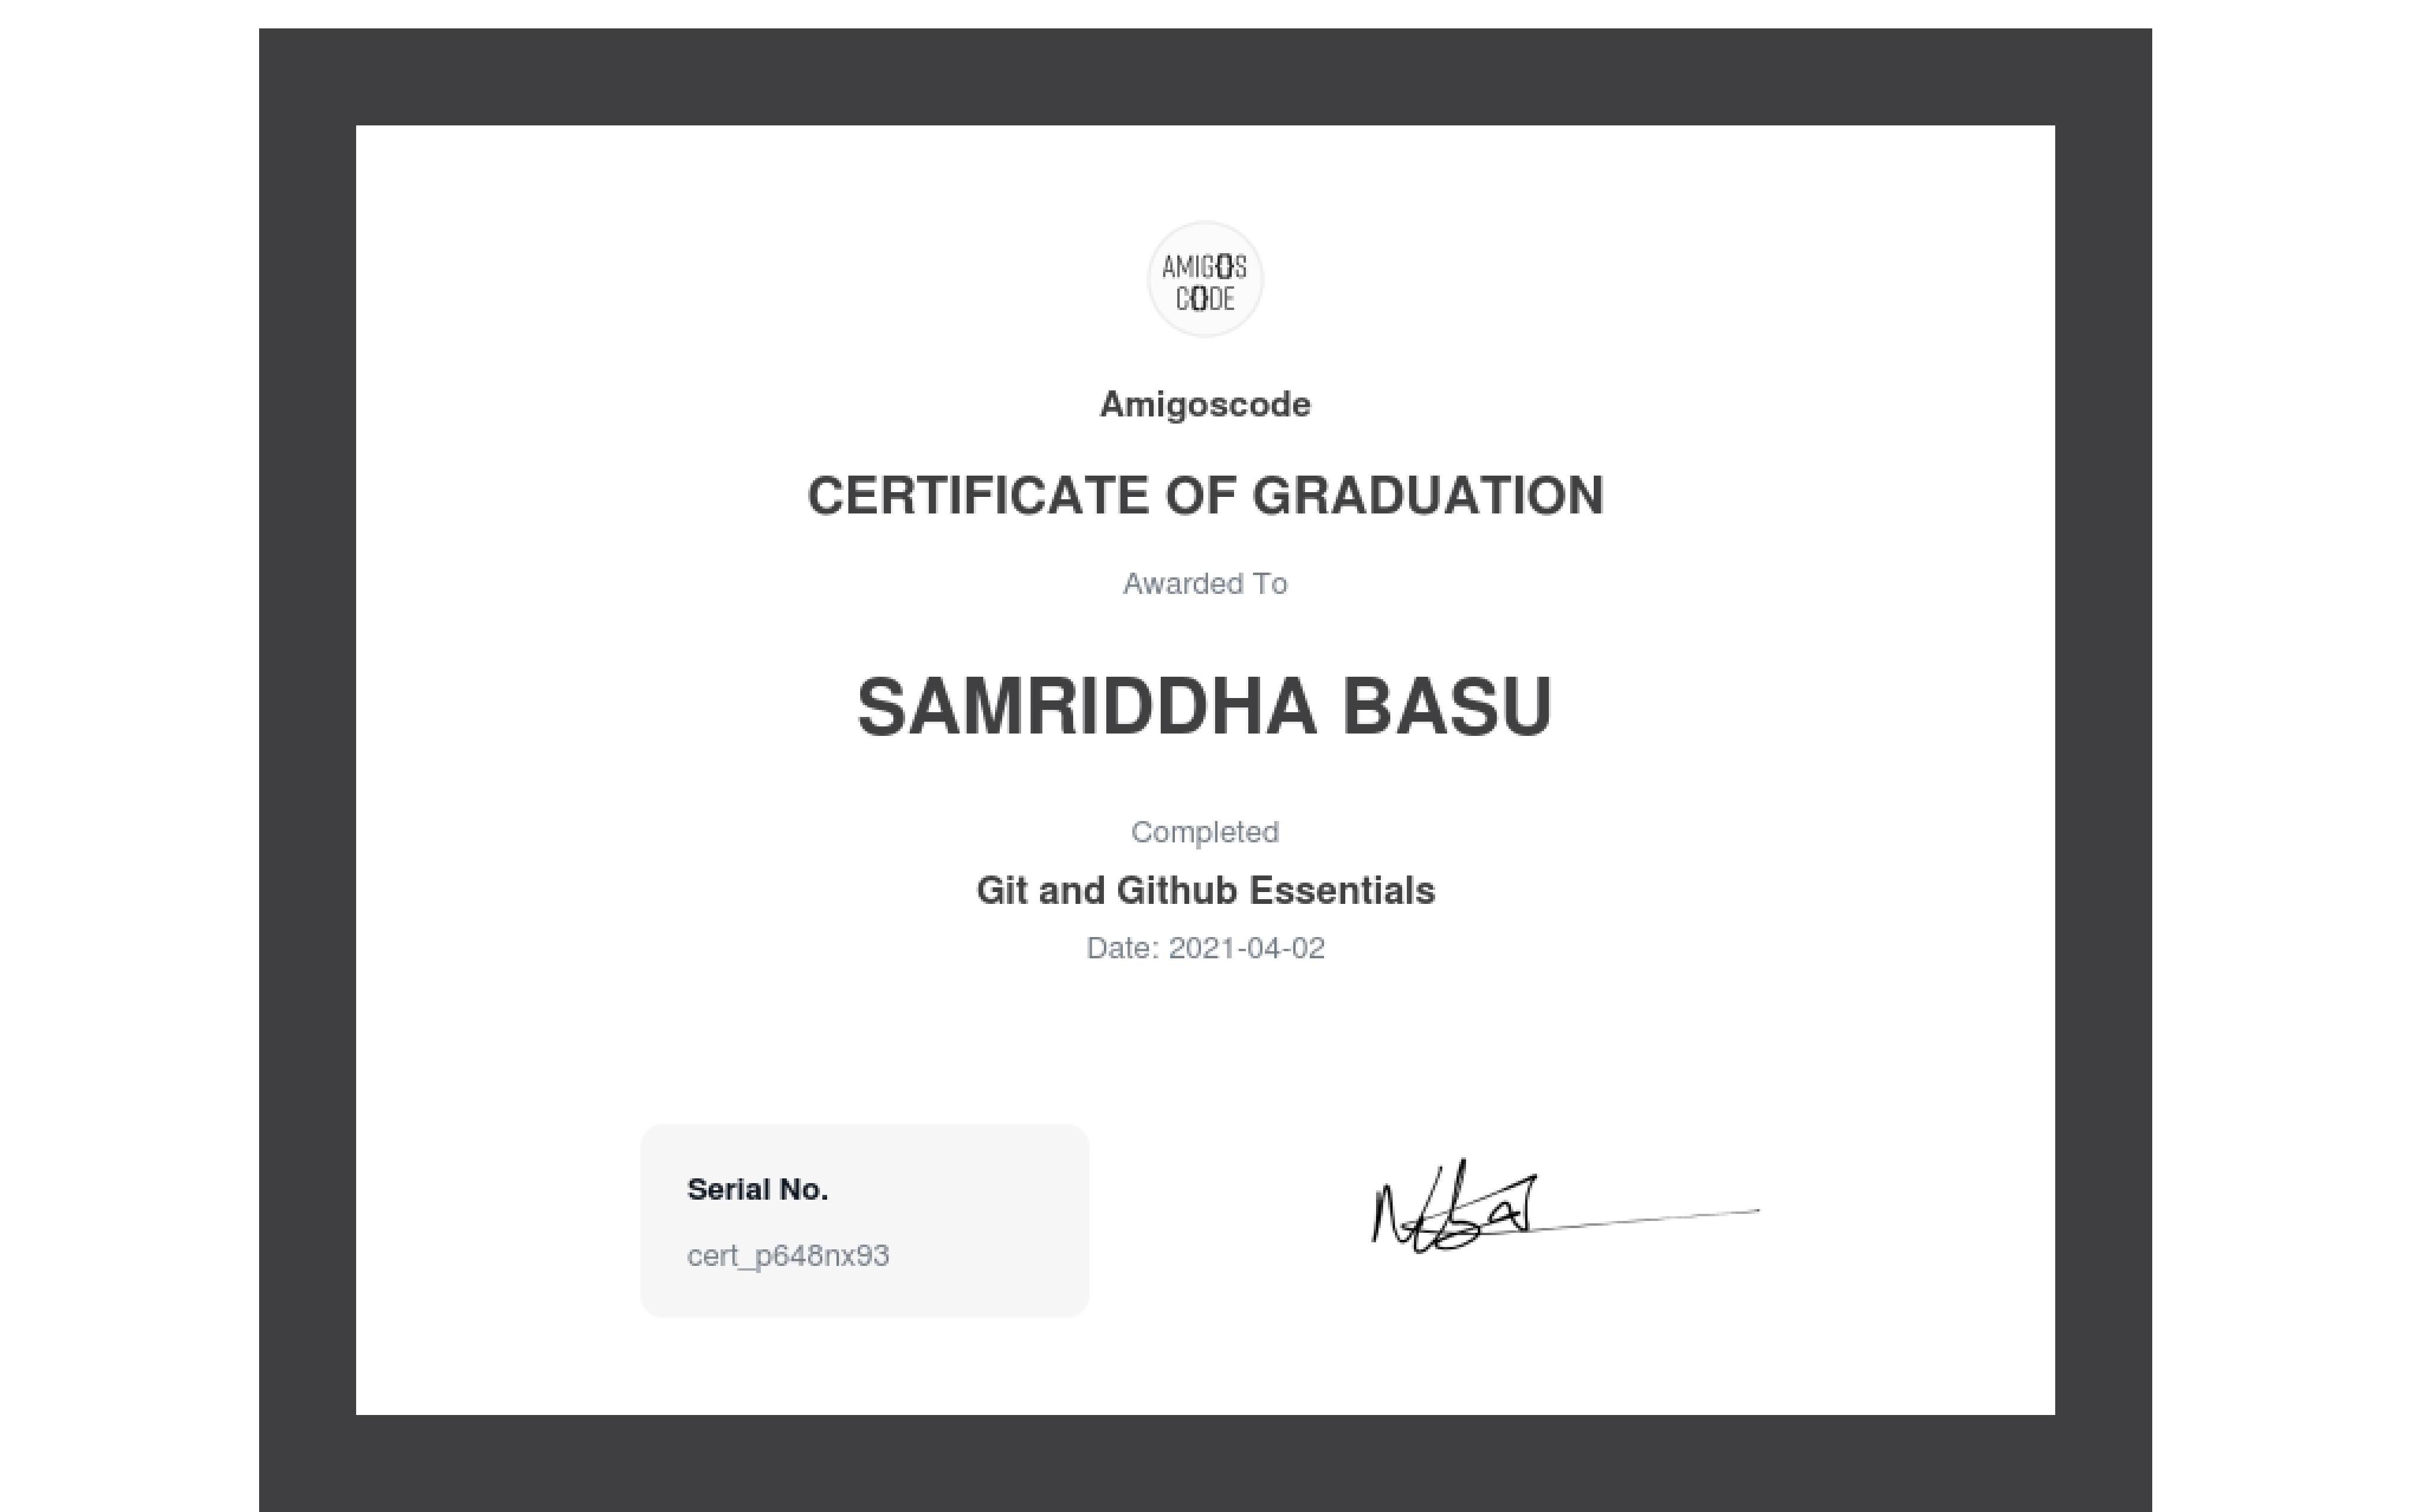 AMIGOS
CODE
Amigoscode
CERTIFICATE OF GRADUATION
Awarded To
SAMRIDDHA BASU
Completed
Git and Github Essentials
Date: 2021-04-02
Serial No.
cert_p648nx93